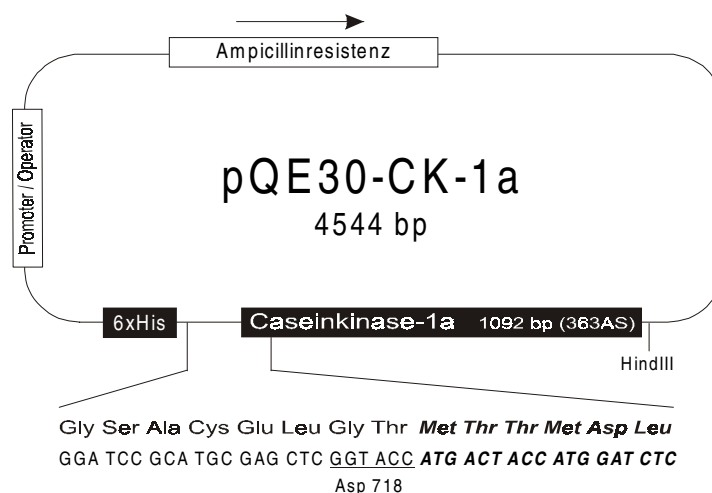 Ampicillinresistenz
Promoter / Operator
pQE30-CK-1a
4544 bp
6xHis
Caseinkinase-1a 1092 bp (363AS)
HindIII
Gly Ser Ala Cys Glu Leu Gly Thr Met Thr Thr Met Asp Leu
GGA TCC GCA TGC GAG CTC GGT ACC ATG ACT ACC ATG GAT CTC
Asp 718